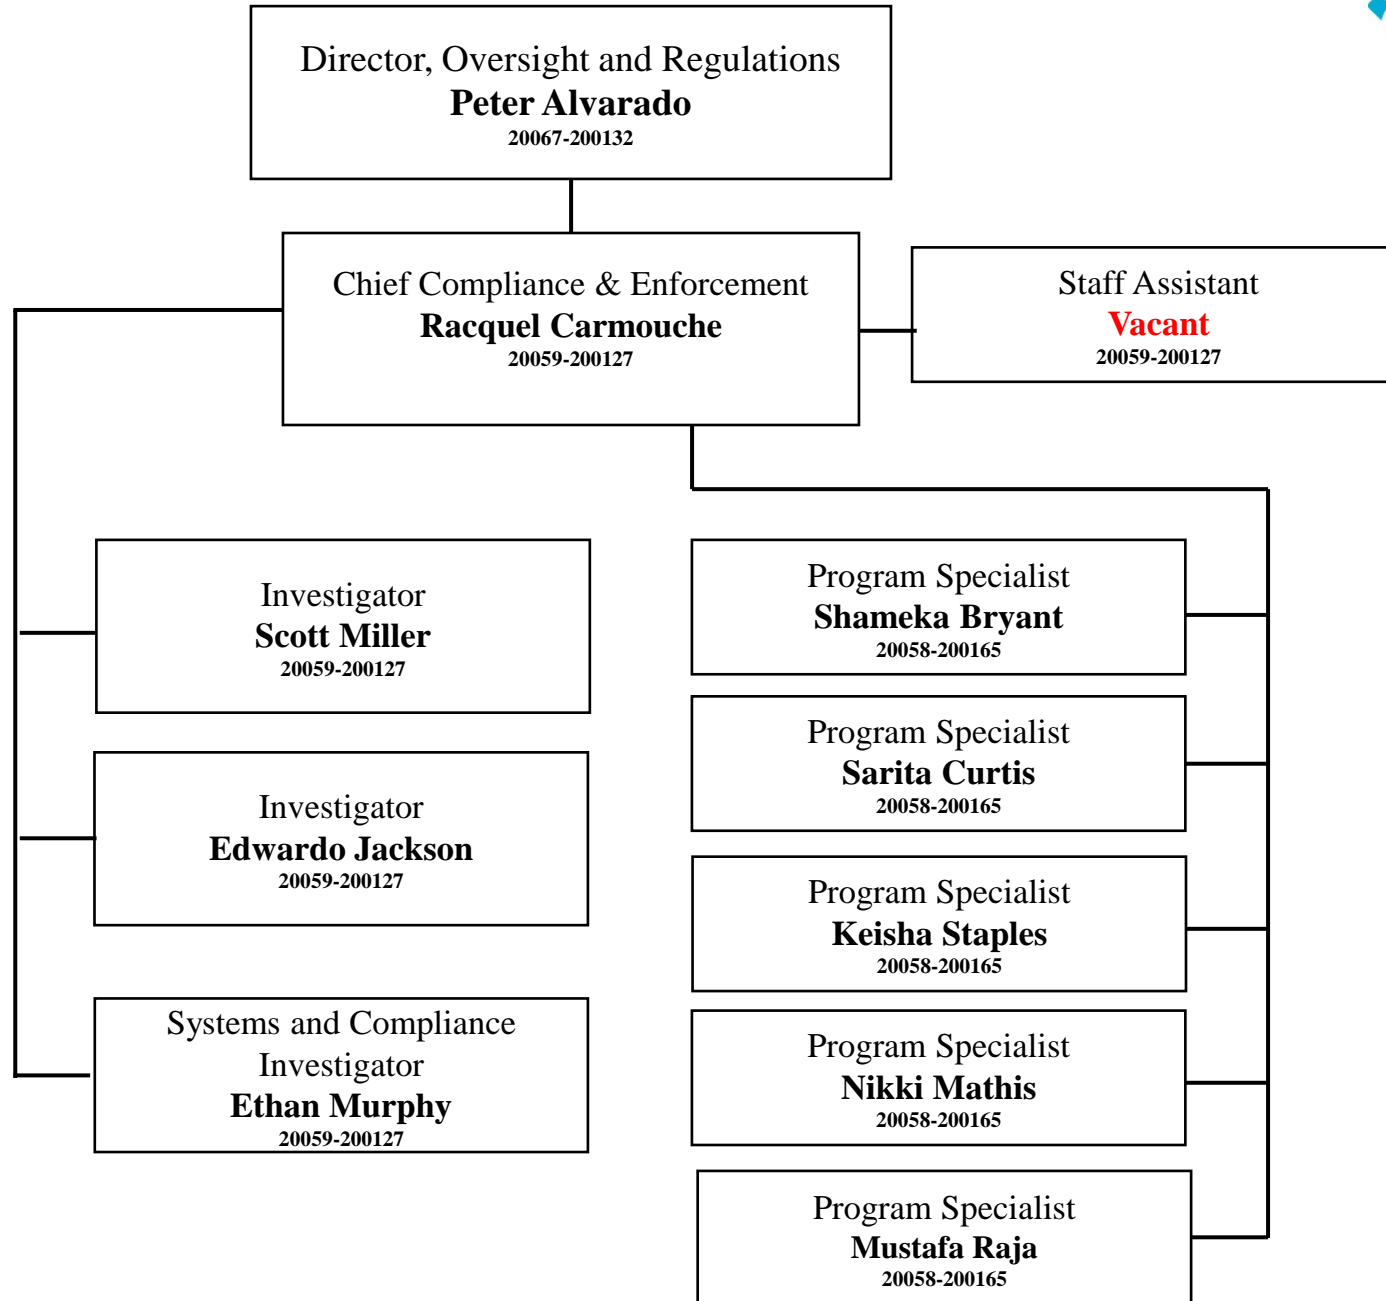 Director, Oversight and Regulations
Peter Alvarado
20067-200132
Chief Compliance & Enforcement
Racquel Carmouche
20059-200127
Staff Assistant
Vacant
20059-200127
Investigator
Scott Miller
20059-200127
Investigator
Edwardo Jackson
20059-200127
Systems and Compliance
Investigator
Ethan Murphy
20059-200127
Program Specialist
Shameka Bryant
20058-200165
Program Specialist
Sarita Curtis
20058-200165
Program Specialist
Keisha Staples
20058-200165
Program Specialist
Nikki Mathis
20058-200165
Program Specialist
Mustafa Raja
20058-200165